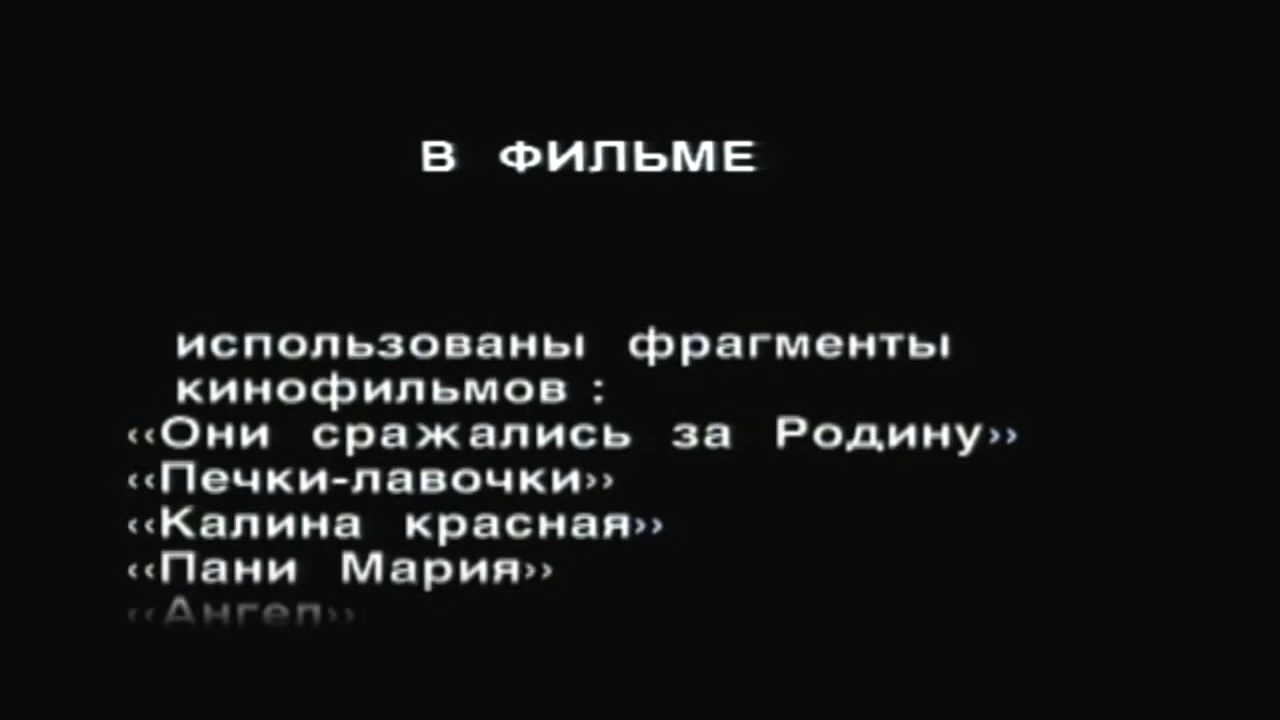 В ФИЛЬМЕ
использованы фрагменты
кинофильмов :
‹‹Они сражались за Родину››
‹‹Печки-лавочки››
‹‹Калина красная››
‹‹Пани Мария››
‹‹Ангел››